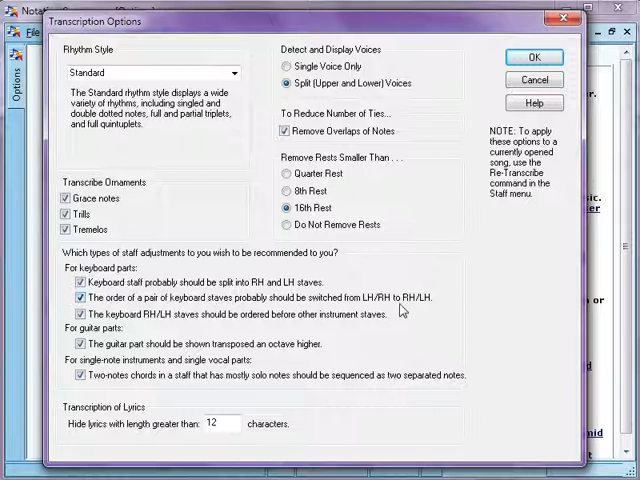 Transcription Options
File
Options
Rhythm Style
Standard
The Standard rhythm style displays a wide
variety of rhythms, including singled and
double dotted notes, full and partial triplets,
and full quintuplets.
Transcribe Ornaments
Grace notes
Trills
Tremelos
Detect and Display Voices
Single Voice Only
Split (Upper and Lower) Voices
To Reduce Number of Ties...
Remove Overlaps of Notes
Remove Rests Smaller Than . . .
Quarter Rest
8th Rest
16th Rest
Do Not Remove Rests
OK
Cancel
Help
NOTE: To apply
these options to a
currently opened
song, use the
Re-Transcribe
command in the
Staff menu.
Which types of staff adjustments to you wish to be recommended to you?
For keyboard parts:
Keyboard staff probably should be split into RH and LH staves.
The order of a pair of keyboard staves probably should be switched from LH/RH to RH/LH.
The keyboard RH/LH staves should be ordered before other instrument staves.
For guitar parts:
The guitar part should be shown transposed an octave higher.
For single-note instruments and single vocal parts:
Two-notes chords in a staff that has mostly solo notes should be sequenced as two separated notes.
Transcription of Lyrics
Hide lyrics with length greater than: 12 characters.